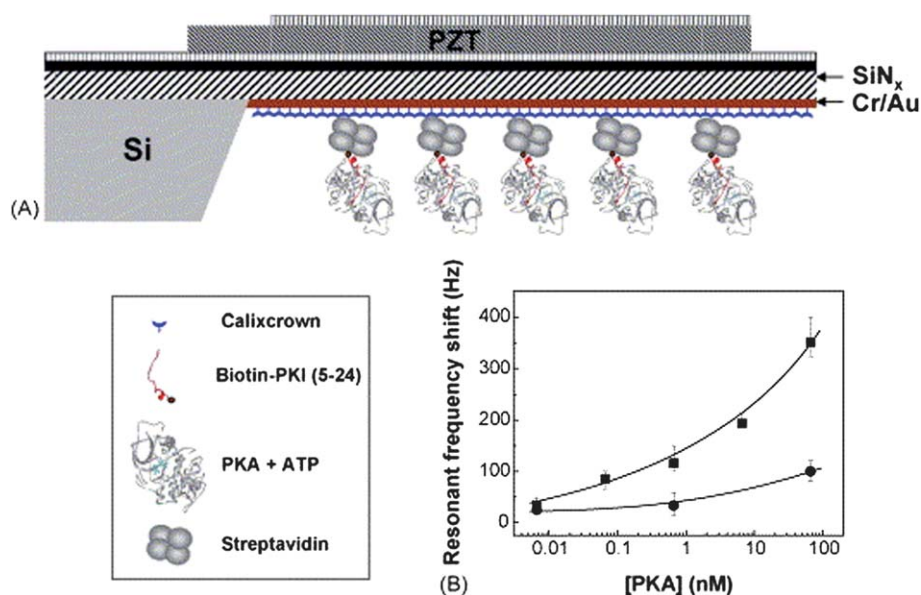 PZT
SiNx
Cr/Au
Si
(A)
Calixcrown
Biotin-PKI (5-24)
PKA + ATP
Streptavidin
Resonant frequency shift (Hz)
400
300
200
100
0
0.01
0.1
1
10
100
(B)
[PKA] (nM)